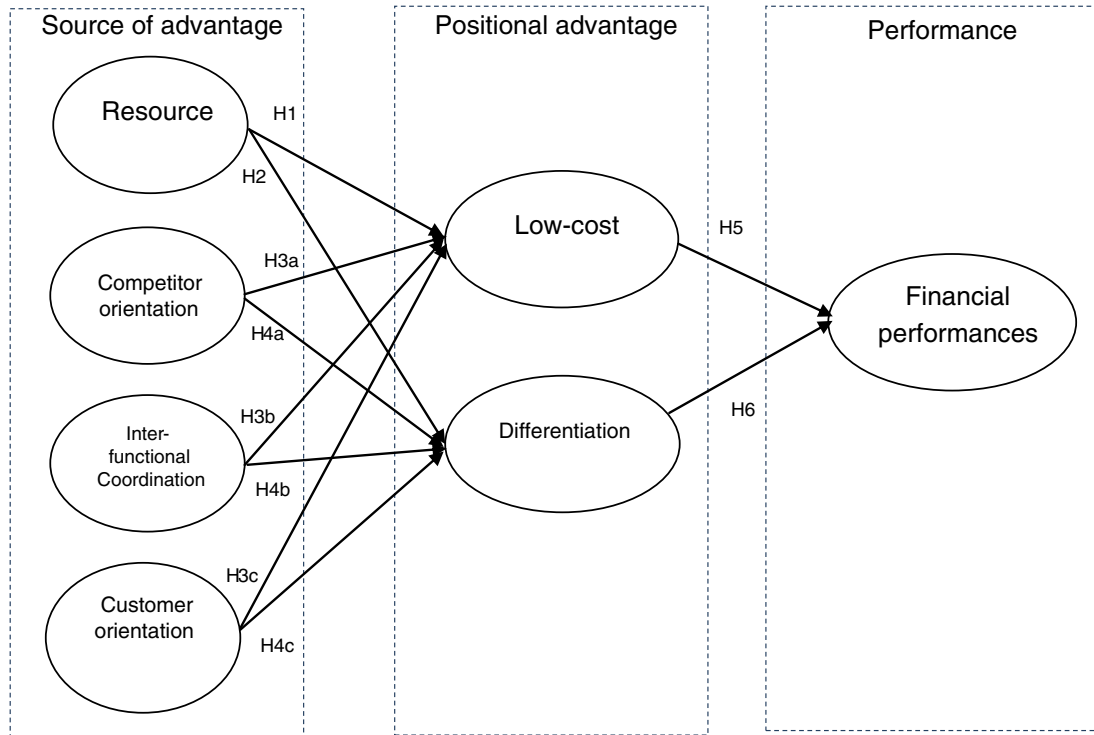 Source of advantage
Positional advantage
Performance
Resource
H1
H2
Low-cost
H5
Competitor
orientation
H3a
H4a
Financial
performances
Inter-
functional
Coordination
H3b
H4b
Differentiation
H6
Customer
orientation
H3c
H4c